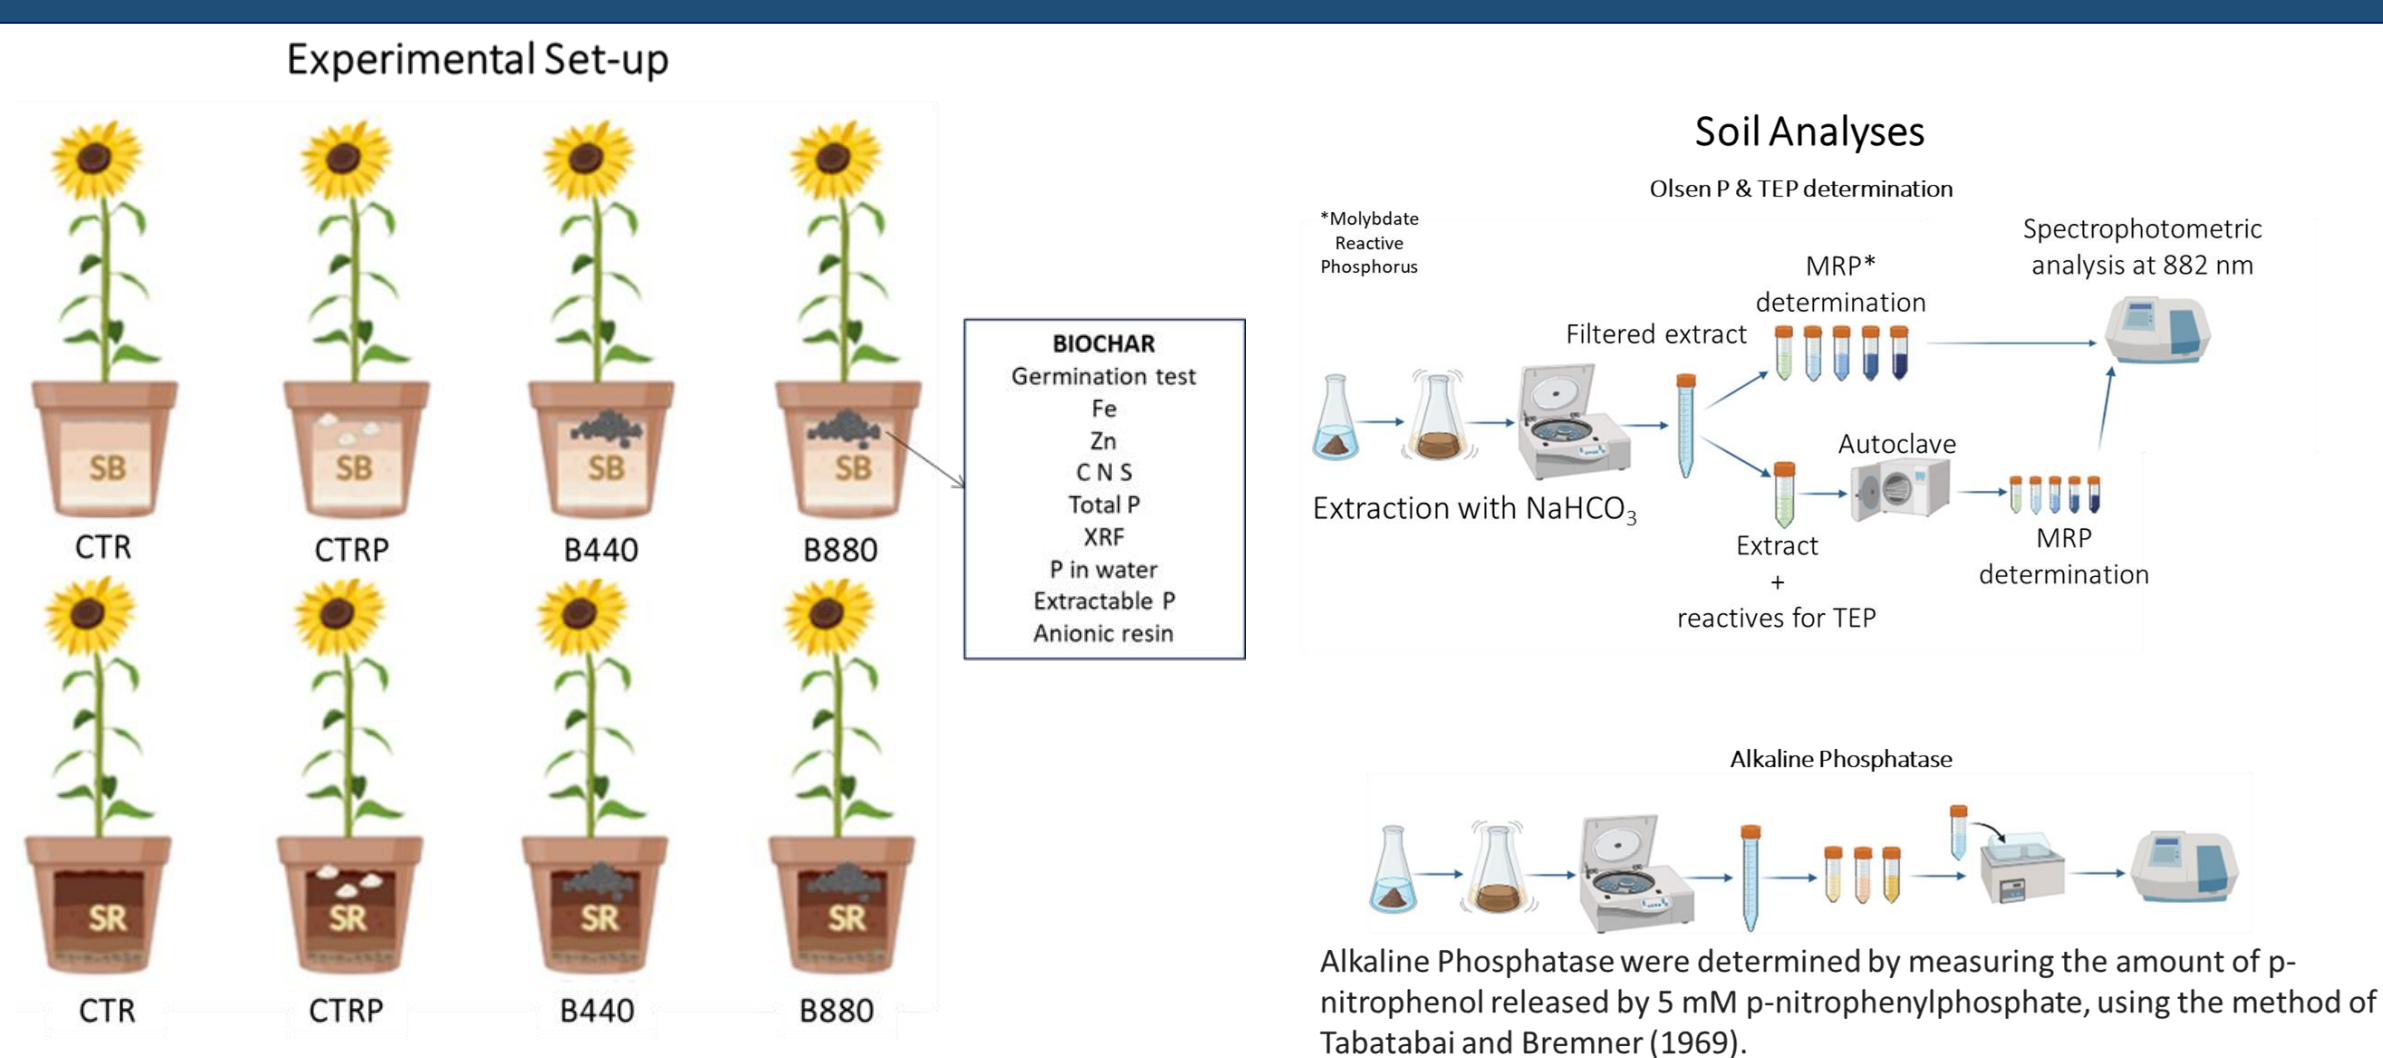 Experimental Set-up
SB
SB
SB
SB
CTR
CTRP
B440
B880
SR
SR
SR
SR
CTR
CTRP
B440
B880
BIOCHAR
Germination test
Fe
Zn
C N S
Total P
XRF
P in water
Extractable P
Anionic resin
Soil Analyses
Olsen P & TEP determination
*Molybdate
Reactive
Phosphorus
Extraction with NaHCO₃
Filtered extract
MRP*
determination
Spectrophotometric
analysis at 882 nm
Autoclave
Extract
+
reactives for TEP
MRP
determination
Alkaline Phosphatase
Alkaline Phosphatase were determined by measuring the amount of p-
nitrophenol released by 5 mM p-nitrophenylphosphate, using the method of
Tabatabai and Bremner (1969).